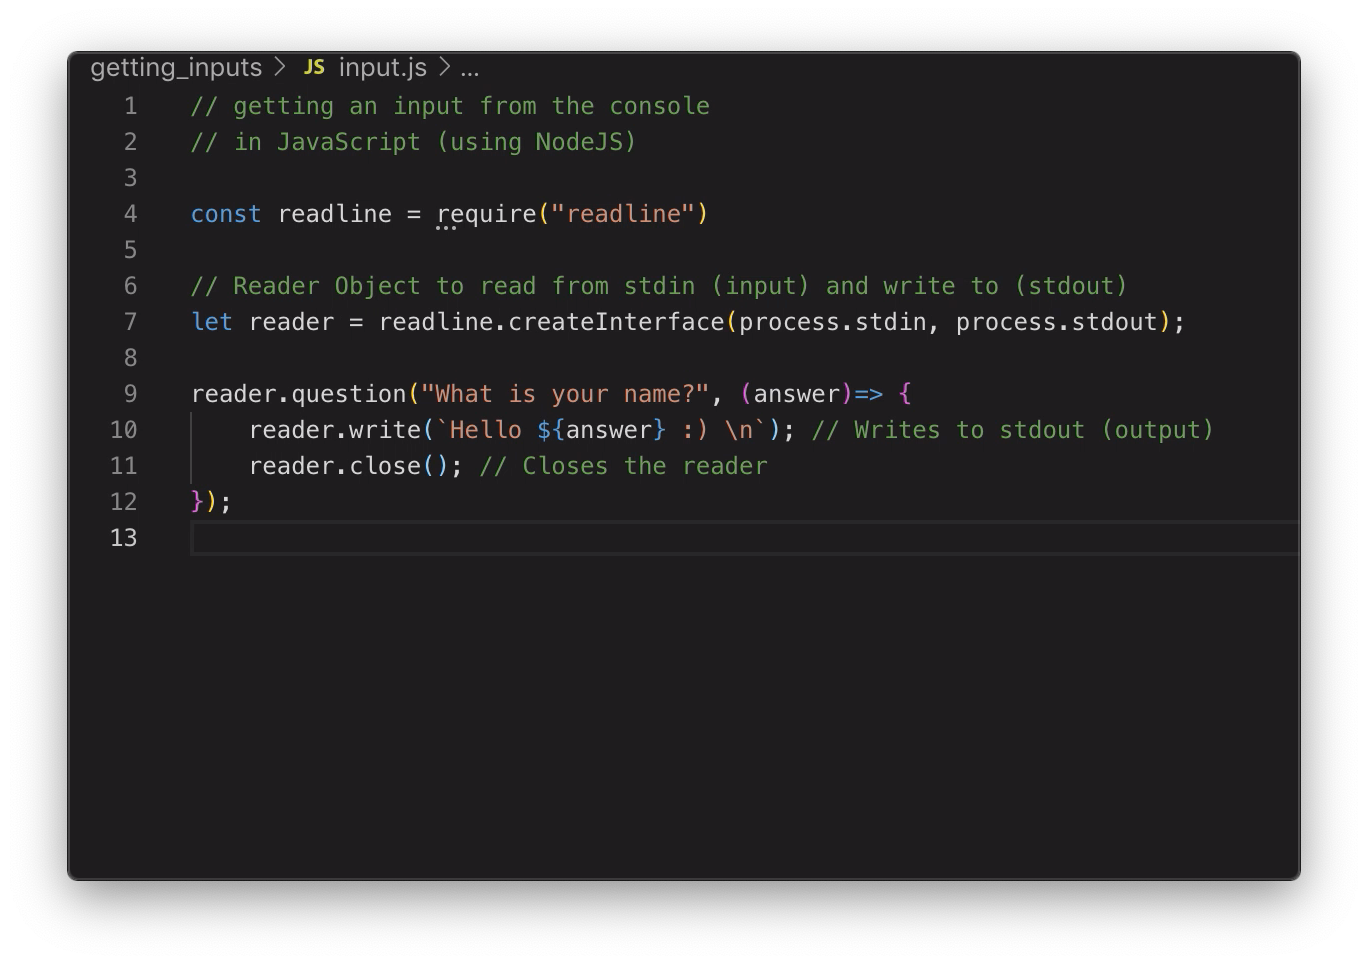 getting_inputs > JS input.js > ...
1 // getting an input from the console
2 // in JavaScript (using NodeJS)
3
4 const readline = require("readline")
5
6 // Reader Object to read from stdin (input) and write to (stdout)
7 let reader = readline.createInterface(process.stdin, process.stdout);
8
9 reader.question("What is your name?", (answer)=> {
10     reader.write(`Hello ${answer} :) \n`); // Writes to stdout (output)
11     reader.close(); // Closes the reader
12 });
13